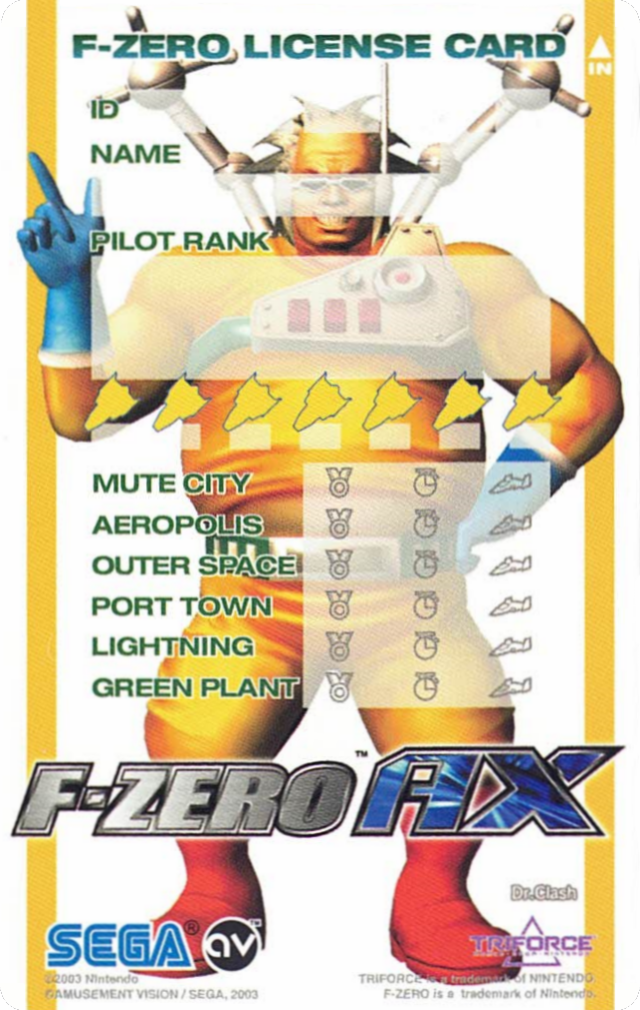 F-ZERO LICENSE CARD
IN
ID
NAME
PILOT RANK
MUTE CITY
AEROPOLIS
OUTER SPACE
PORT TOWN
LIGHTNING
GREEN PLANT
F-ZERO™ AX
Dr.Clash
SEGA® av™
TRIFORCE
©2003 Nintendo
©AMUSEMENT VISION / SEGA, 2003
TRIFORCE is a trademark of NINTENDO.
F-ZERO is a trademark of Nintendo.